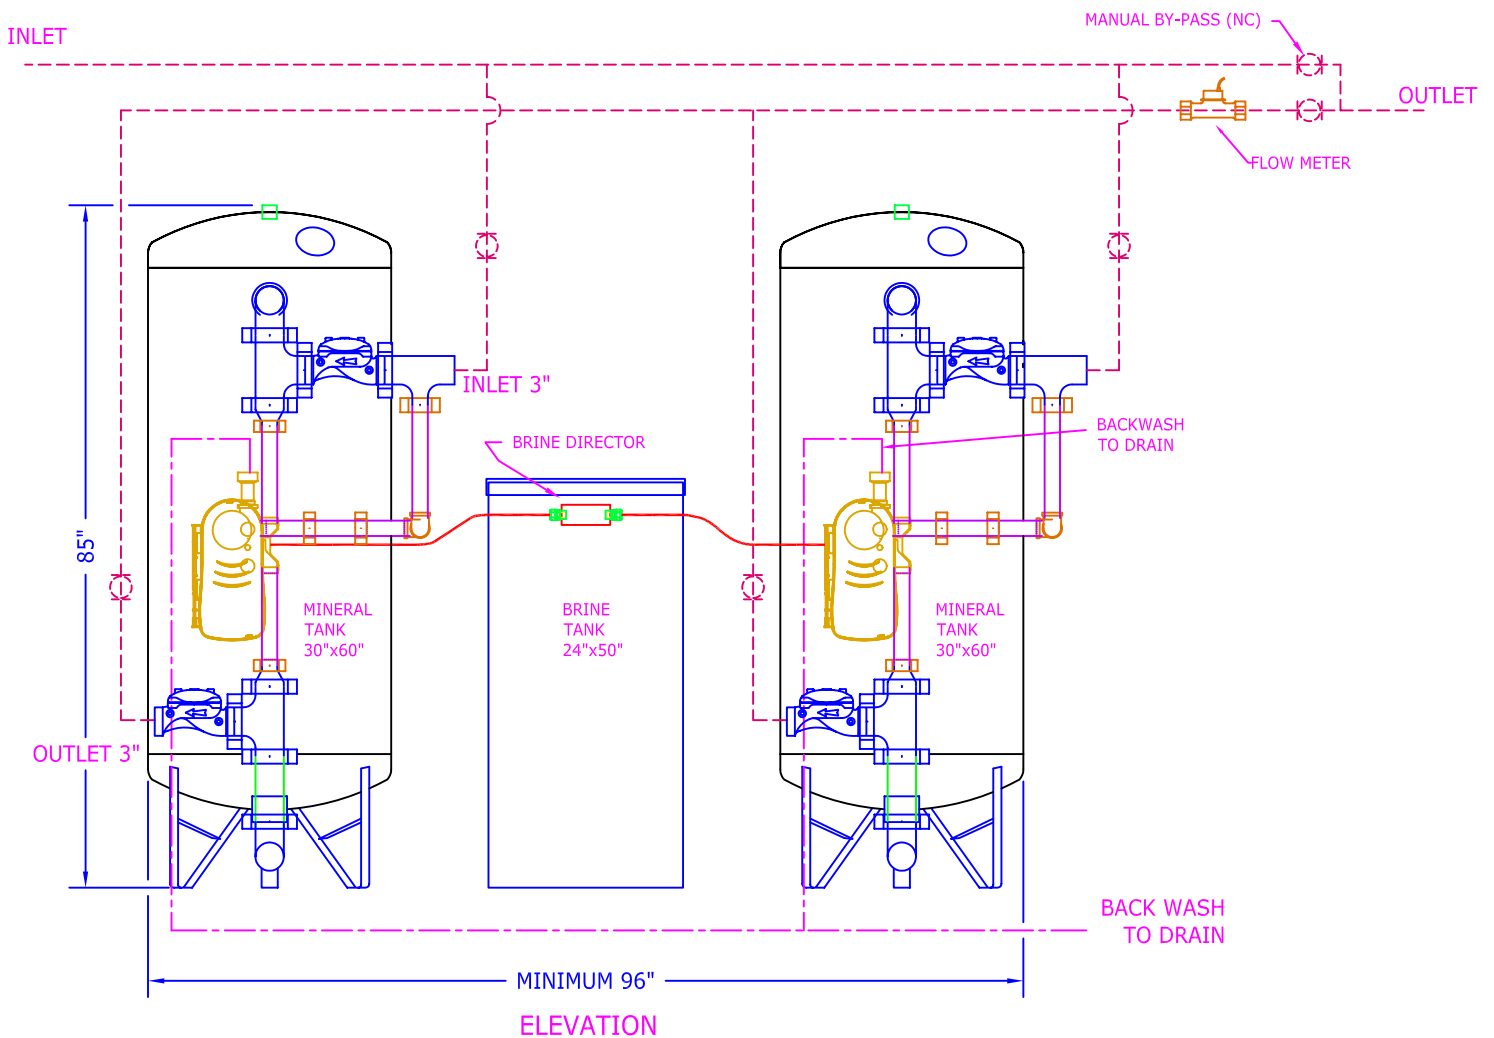 MANUAL BY-PASS (NC)
INLET
OUTLET
FLOW METER
INLET 3"
BRINE DIRECTOR
BACKWASH
TO DRAIN
85"
MINERAL
TANK
30"x60"
BRINE
TANK
24"x50"
MINERAL
TANK
30"x60"
OUTLET 3"
BACK WASH
TO DRAIN
MINIMUM 96"
ELEVATION